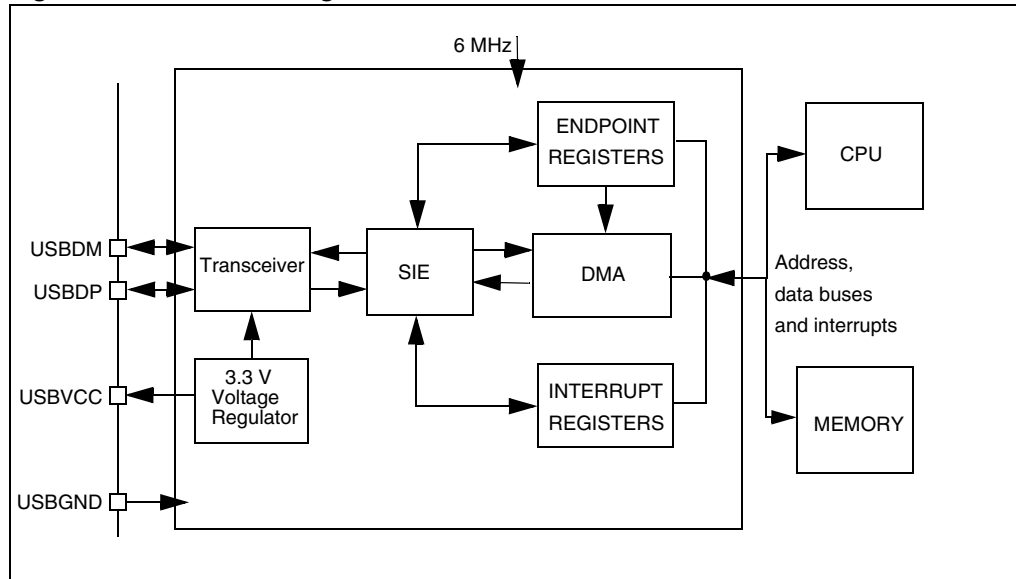 6 MHz
ENDPOINT
REGISTERS
CPU
USBDM
Transceiver
SIE
DMA
USBDP
Address,
data buses
and interrupts
3.3 V
Voltage
Regulator
USBVCC
INTERRUPT
REGISTERS
MEMORY
USBGND